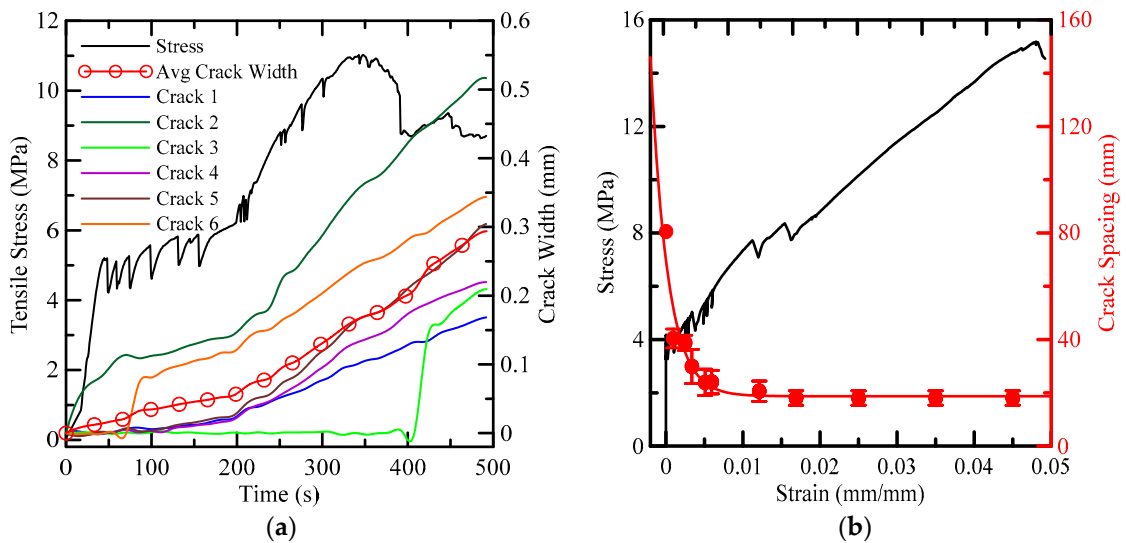 12
10
8
6
4
2
0
Tensile Stress (MPa)
Stress
Avg Crack Width
Crack 1
Crack 2
Crack 3
Crack 4
Crack 5
Crack 6
0.6
0.5
0.4
0.3
0.2
0.1
0
Crack Width (mm)
0 100 200 300 400 500
Time (s)
(a)
16
12
8
4
0
Stress (MPa)
160
120
80
40
0
Crack Spacing (mm)
0 0.01 0.02 0.03 0.04 0.05
Strain (mm/mm)
(b)